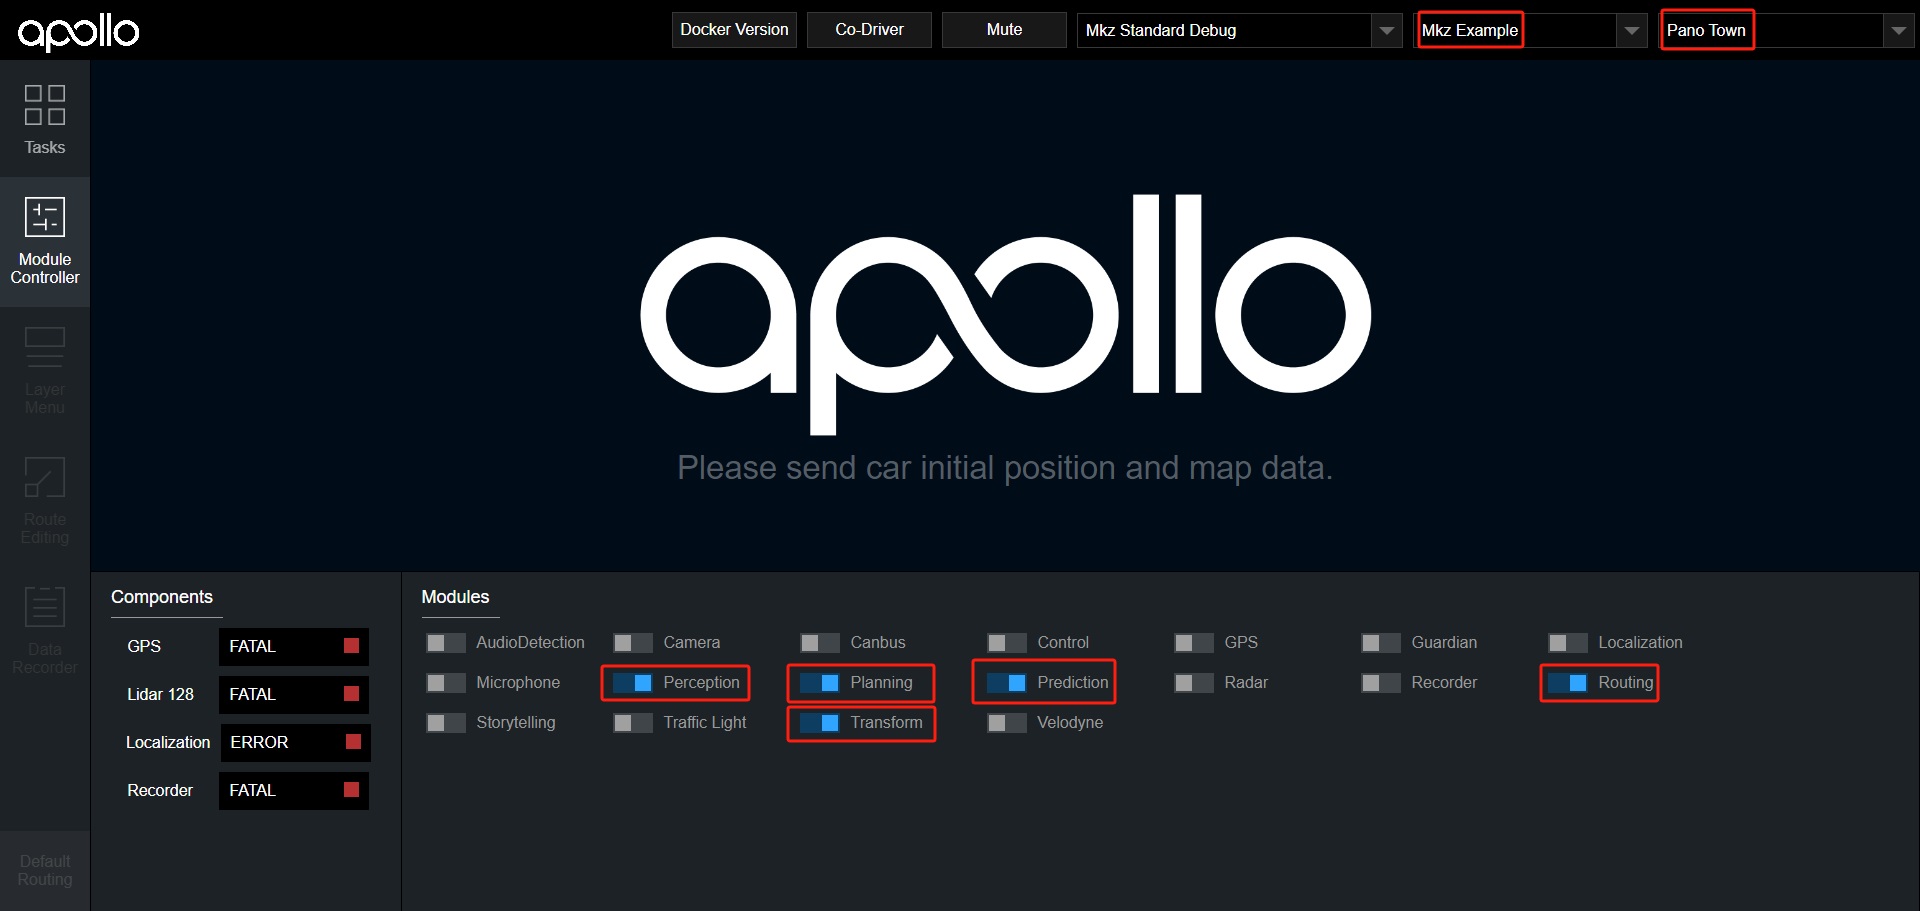 apollo
Docker Version
Co-Driver
Mute
Mkz Standard Debug
Mkz Example
Pano Town
Tasks
Module
Controller
Layer
Menu
Route
Editing
Data
Recorder
Default
Routing
apollo
Please send car initial position and map data.
Components
GPS FATAL
Lidar 128 FATAL
Localization ERROR
Recorder FATAL
Modules
AudioDetection Camera Canbus Control GPS Guardian Localization
Microphone Perception Planning Prediction Radar Recorder Routing
Storytelling Traffic Light Transform Velodyne